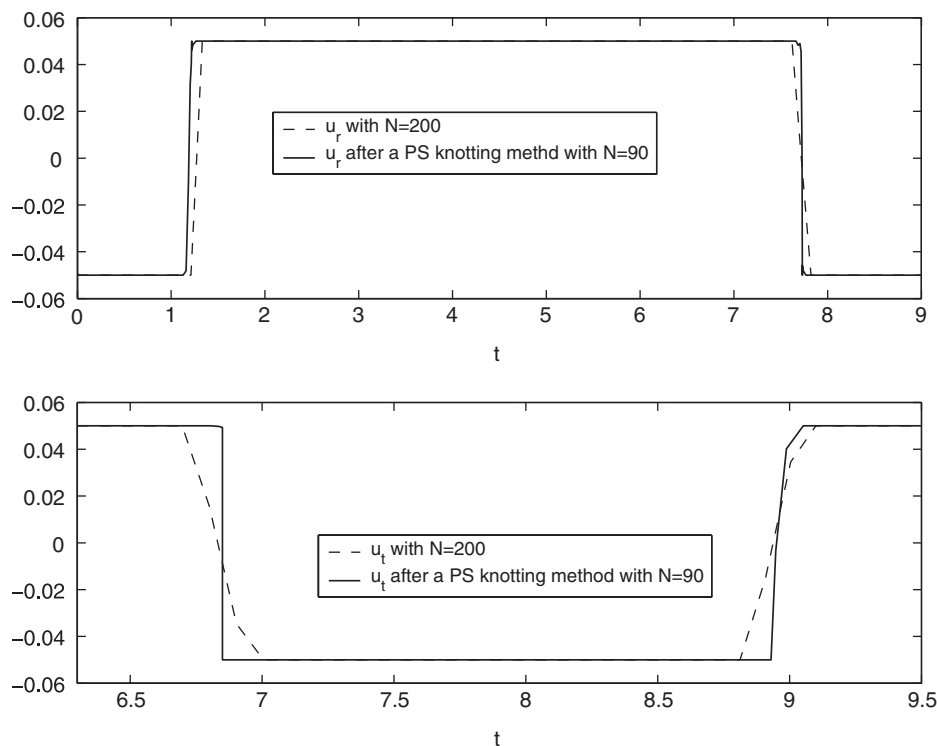 0.06
0.04
0.02
0
−0.02
−0.04
−0.06
u_r with N=200
u_r after a PS knotting methd with N=90
0 1 2 3 4 5 6 7 8 9
t
0.06
0.04
0.02
0
−0.02
−0.04
−0.06
u_t with N=200
u_t after a PS knotting method with N=90
6.5 7 7.5 8 8.5 9 9.5
t